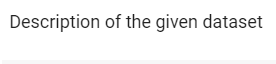 Description of the given dataset